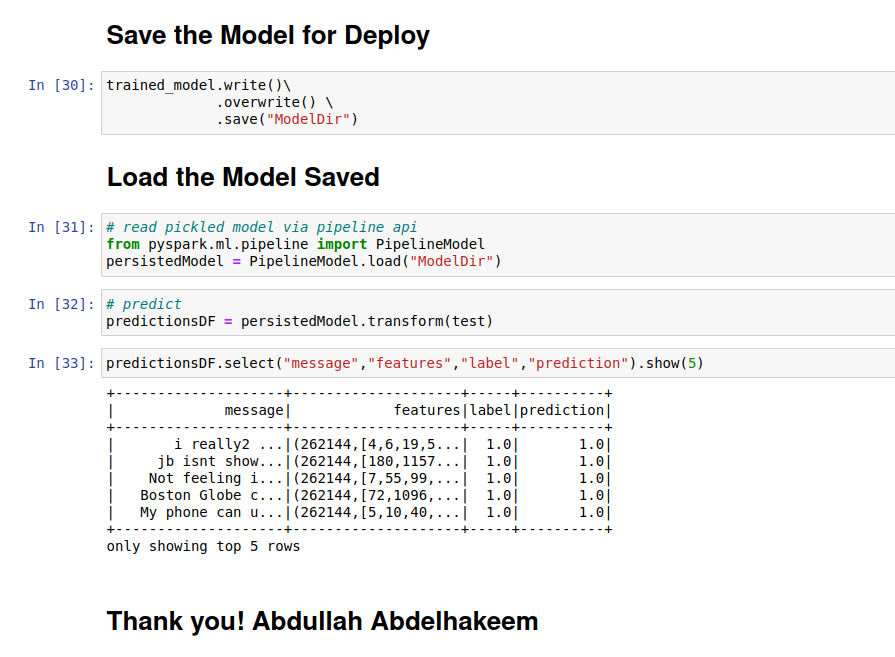 Save the Model for Deploy
In [30]: trained_model.write()\
             .overwrite() \
             .save("ModelDir")
Load the Model Saved
In [31]: # read pickled model via pipeline api
from pyspark.ml.pipeline import PipelineModel
persistedModel = PipelineModel.load("ModelDir")
In [32]: # predict
predictionsDF = persistedModel.transform(test)
In [33]: predictionsDF.select("message","features","label","prediction").show(5)
+--------------------+--------------------+-----+----------+
|             message|            features|label|prediction|
+--------------------+--------------------+-----+----------+
|       i really2 ...|(262144,[4,6,19,5...|  1.0|       1.0|
|     jb isnt show...|(262144,[180,1157...|  1.0|       1.0|
|    Not feeling i...|(262144,[7,55,99,...|  1.0|       1.0|
|   Boston Globe c...|(262144,[72,1096,...|  1.0|       1.0|
|   My phone can u...|(262144,[5,10,40,...|  1.0|       1.0|
+--------------------+--------------------+-----+----------+
only showing top 5 rows
Thank you! Abdullah Abdelhakeem